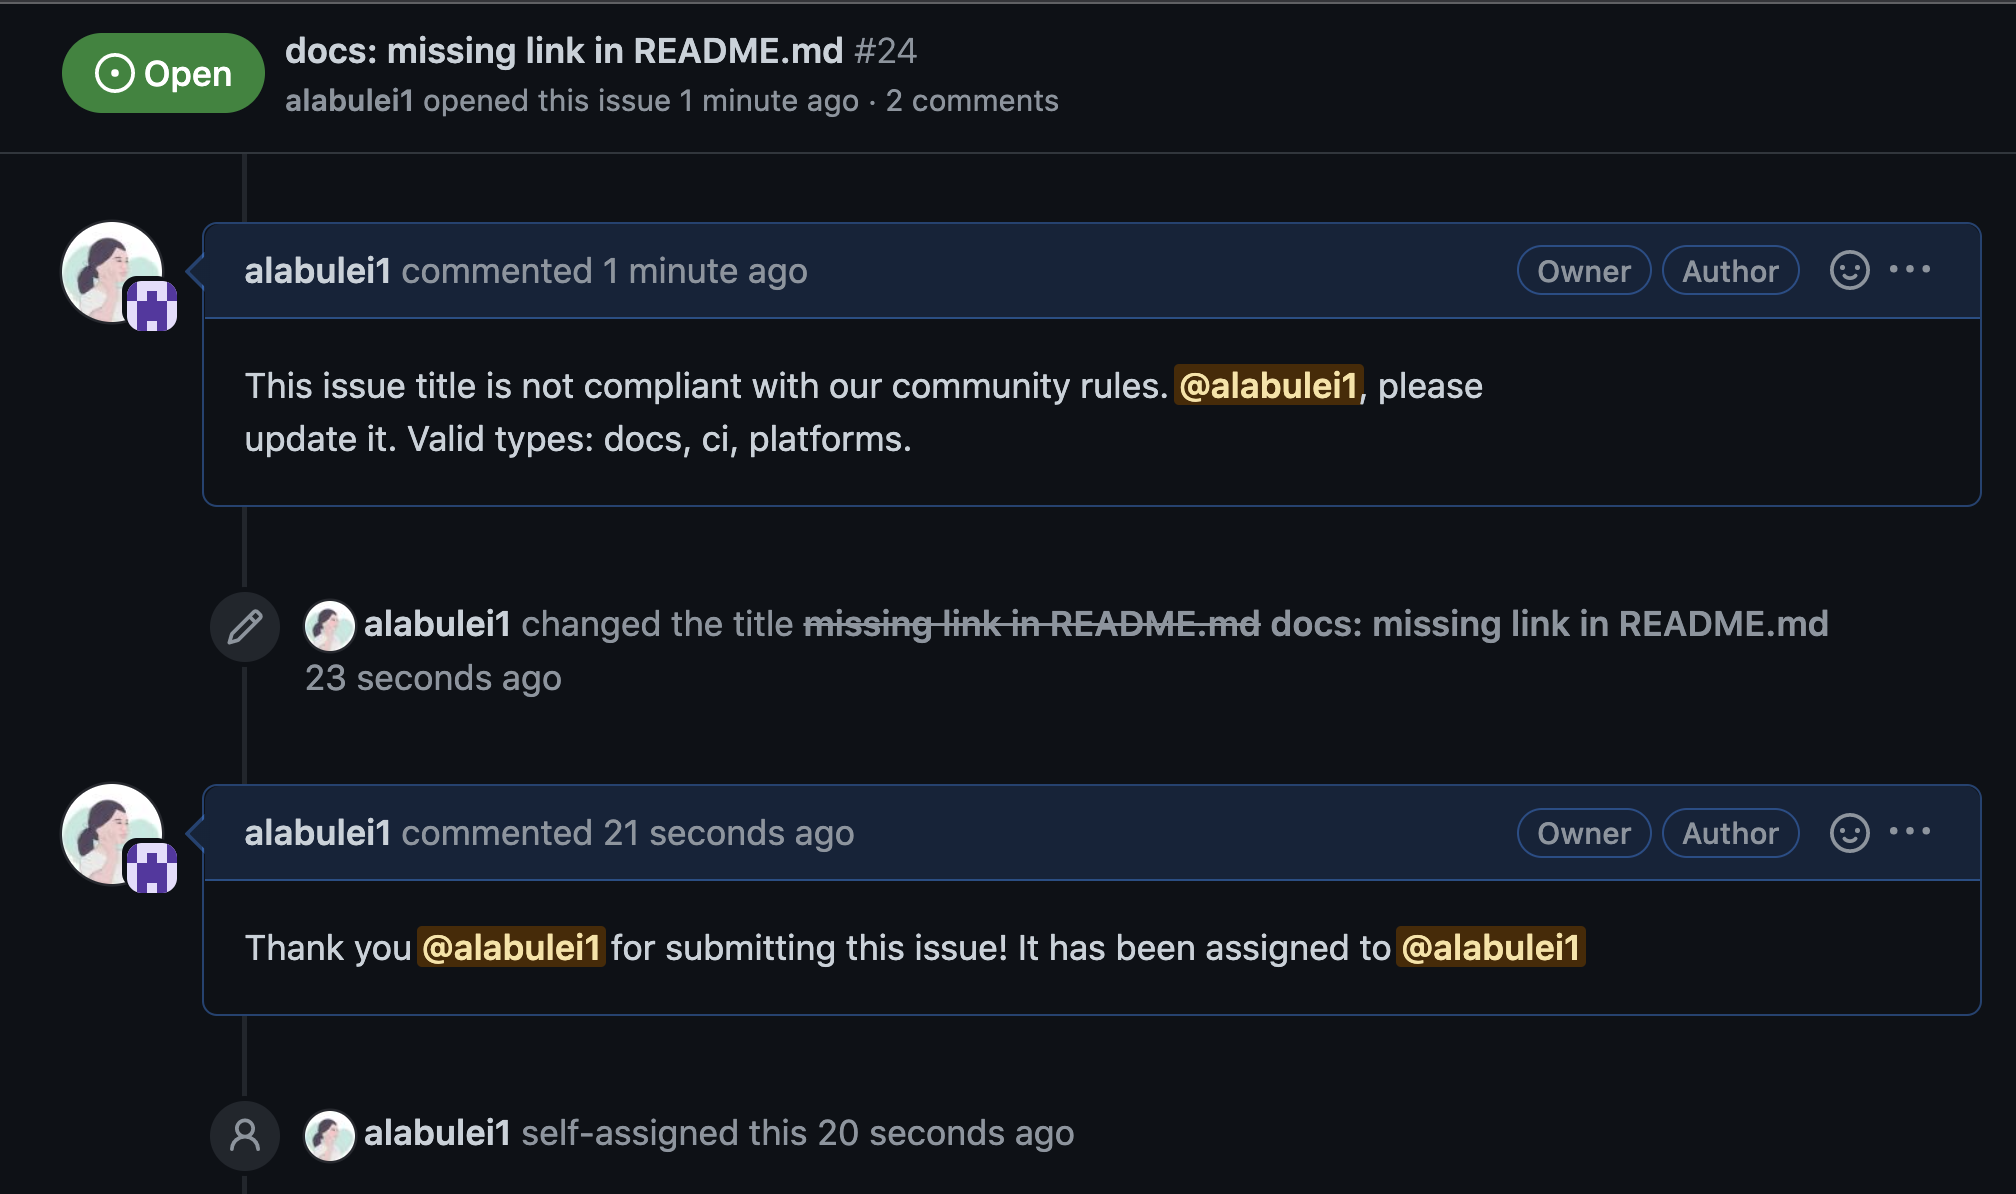 Open
docs: missing link in README.md #24
alabulei1 opened this issue 1 minute ago · 2 comments
alabulei1 commented 1 minute ago Owner Author
This issue title is not compliant with our community rules. @alabulei1, please
update it. Valid types: docs, ci, platforms.
alabulei1 changed the title missing link in README.md docs: missing link in README.md
23 seconds ago
alabulei1 commented 21 seconds ago Owner Author
Thank you @alabulei1 for submitting this issue! It has been assigned to @alabulei1
alabulei1 self-assigned this 20 seconds ago